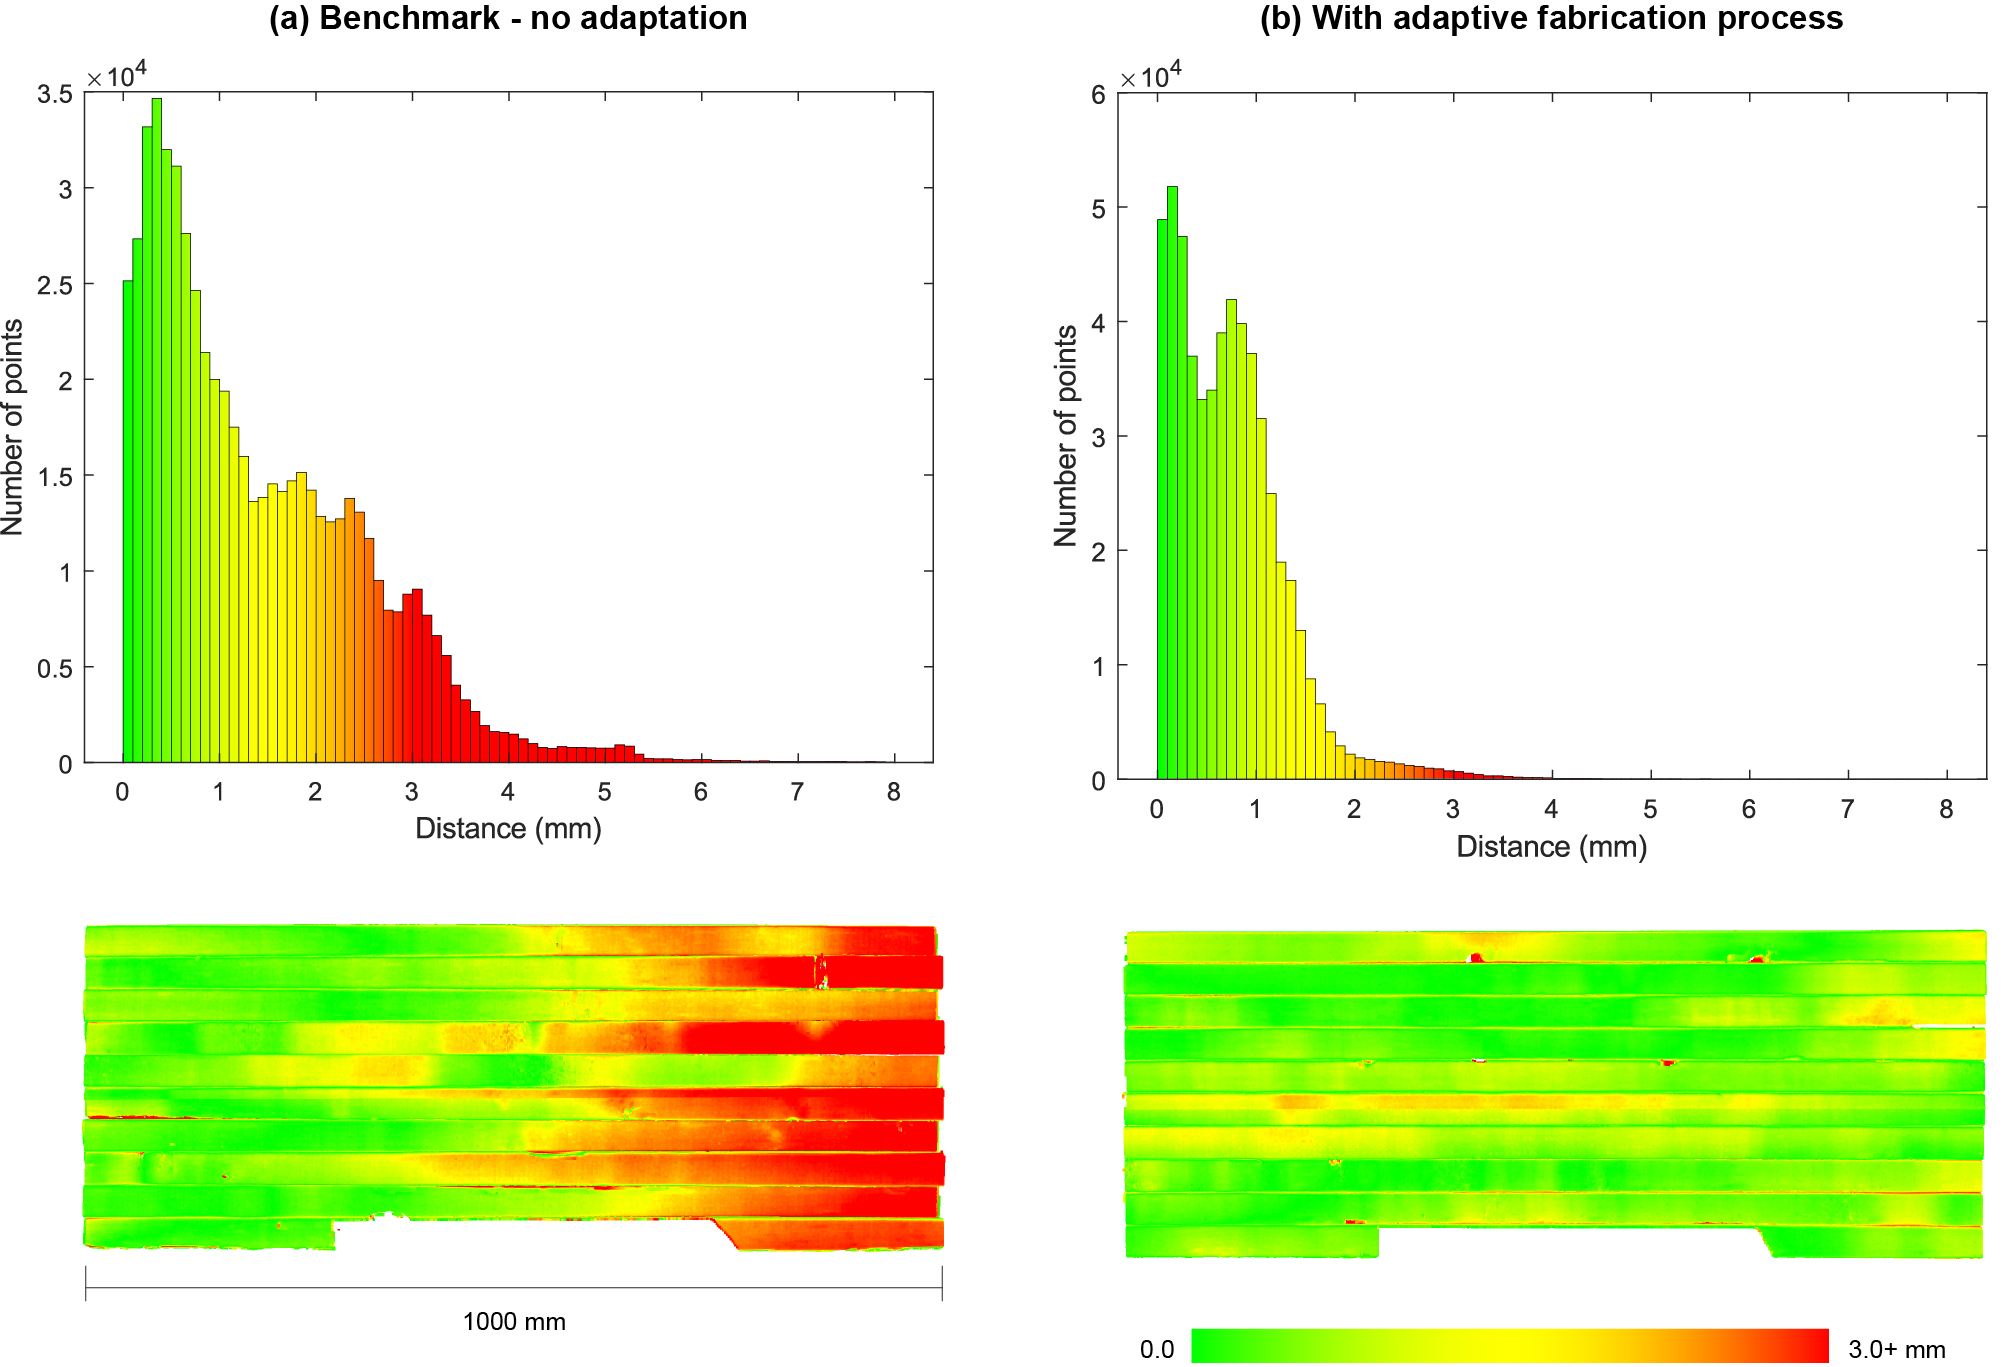 (a) Benchmark - no adaptation
(b) With adaptive fabrication process
×10⁴
3.5
3
2.5
2
1.5
1
0.5
0
Number of points
0 1 2 3 4 5 6 7 8
Distance (mm)
×10⁴
6
5
4
3
2
1
0
Number of points
0 1 2 3 4 5 6 7 8
Distance (mm)
1000 mm
0.0
3.0+ mm